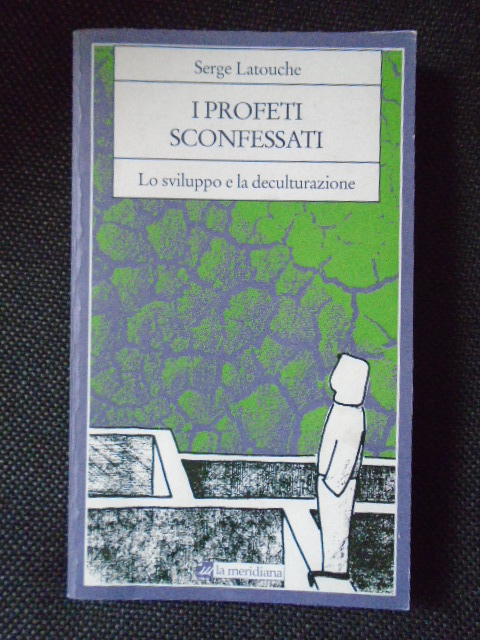 Serge Latouche
I PROFETI
SCONFESSATI
Lo sviluppo e la deculturazione
la meridiana